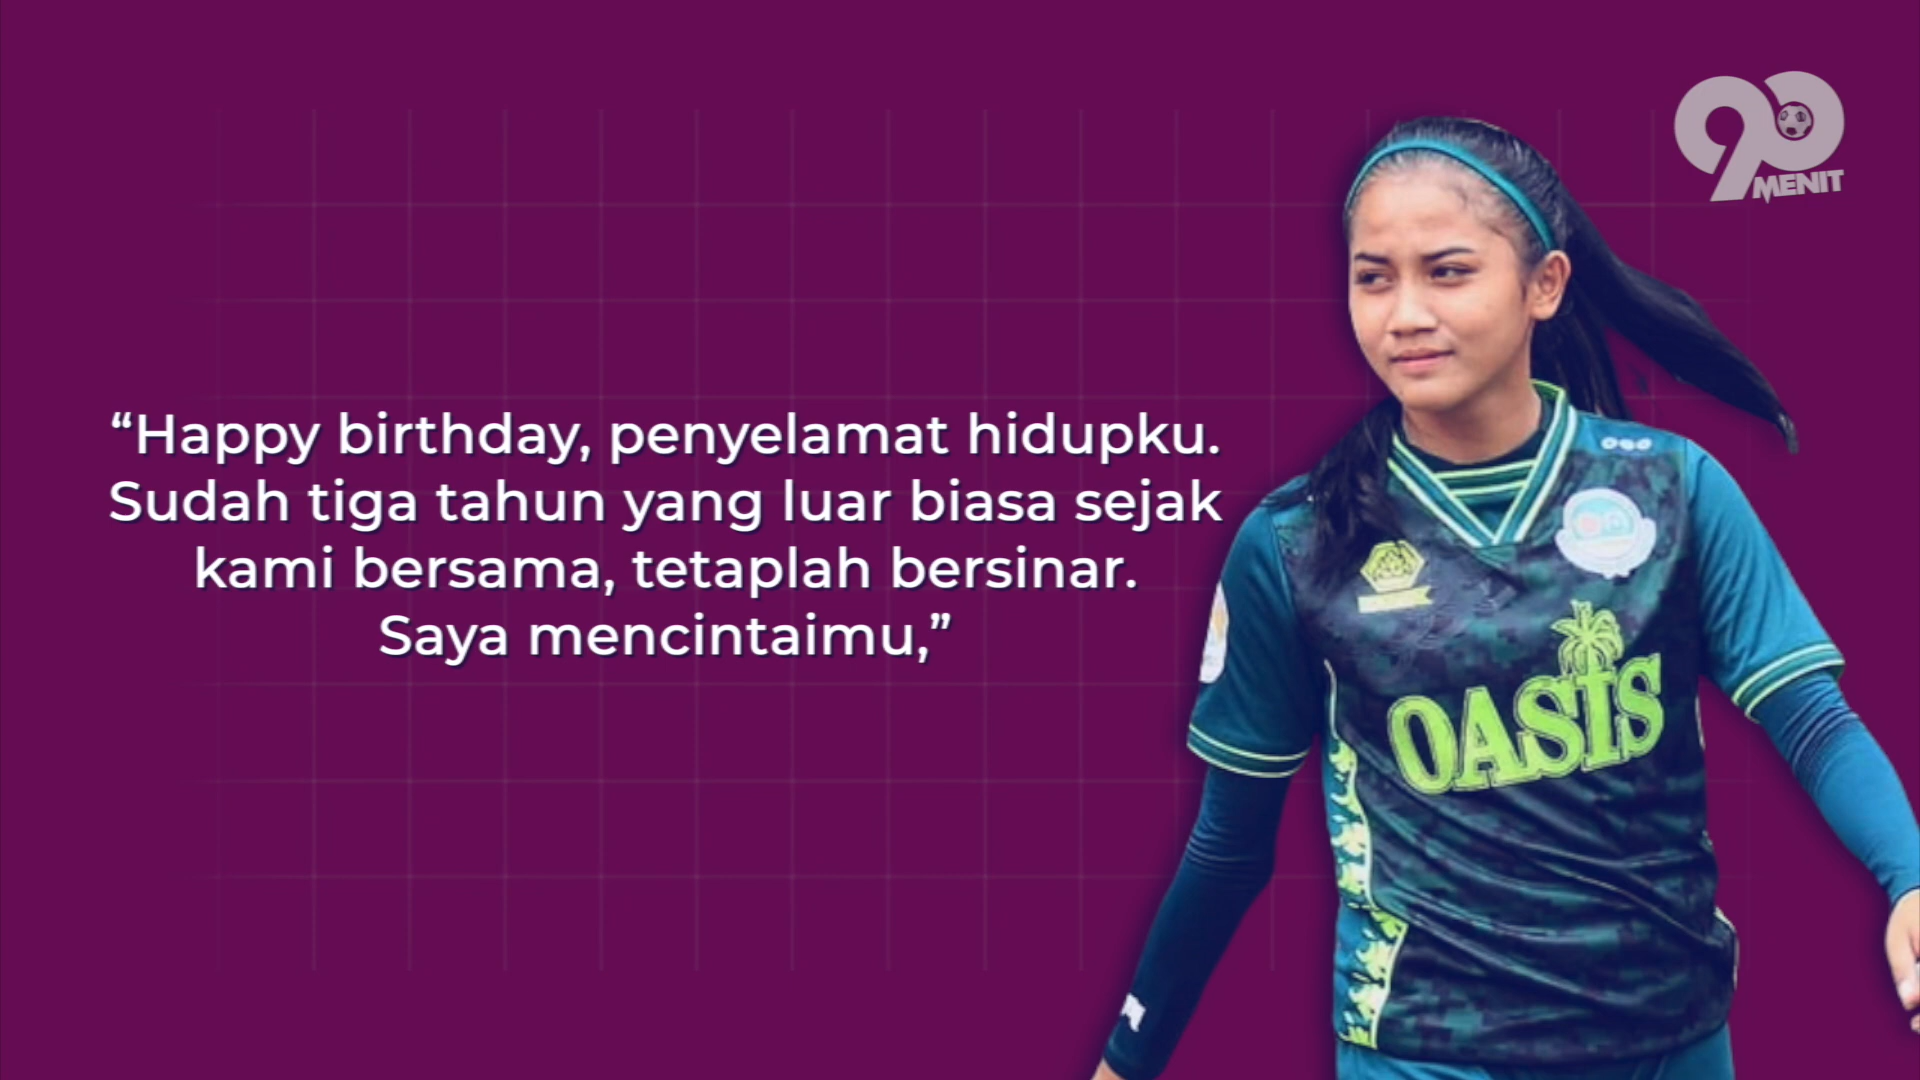 90
MENIT
“Happy birthday, penyelamat hidupku.
Sudah tiga tahun yang luar biasa sejak
kami bersama, tetaplah bersinar.
Saya mencintaimu,”
OASIS